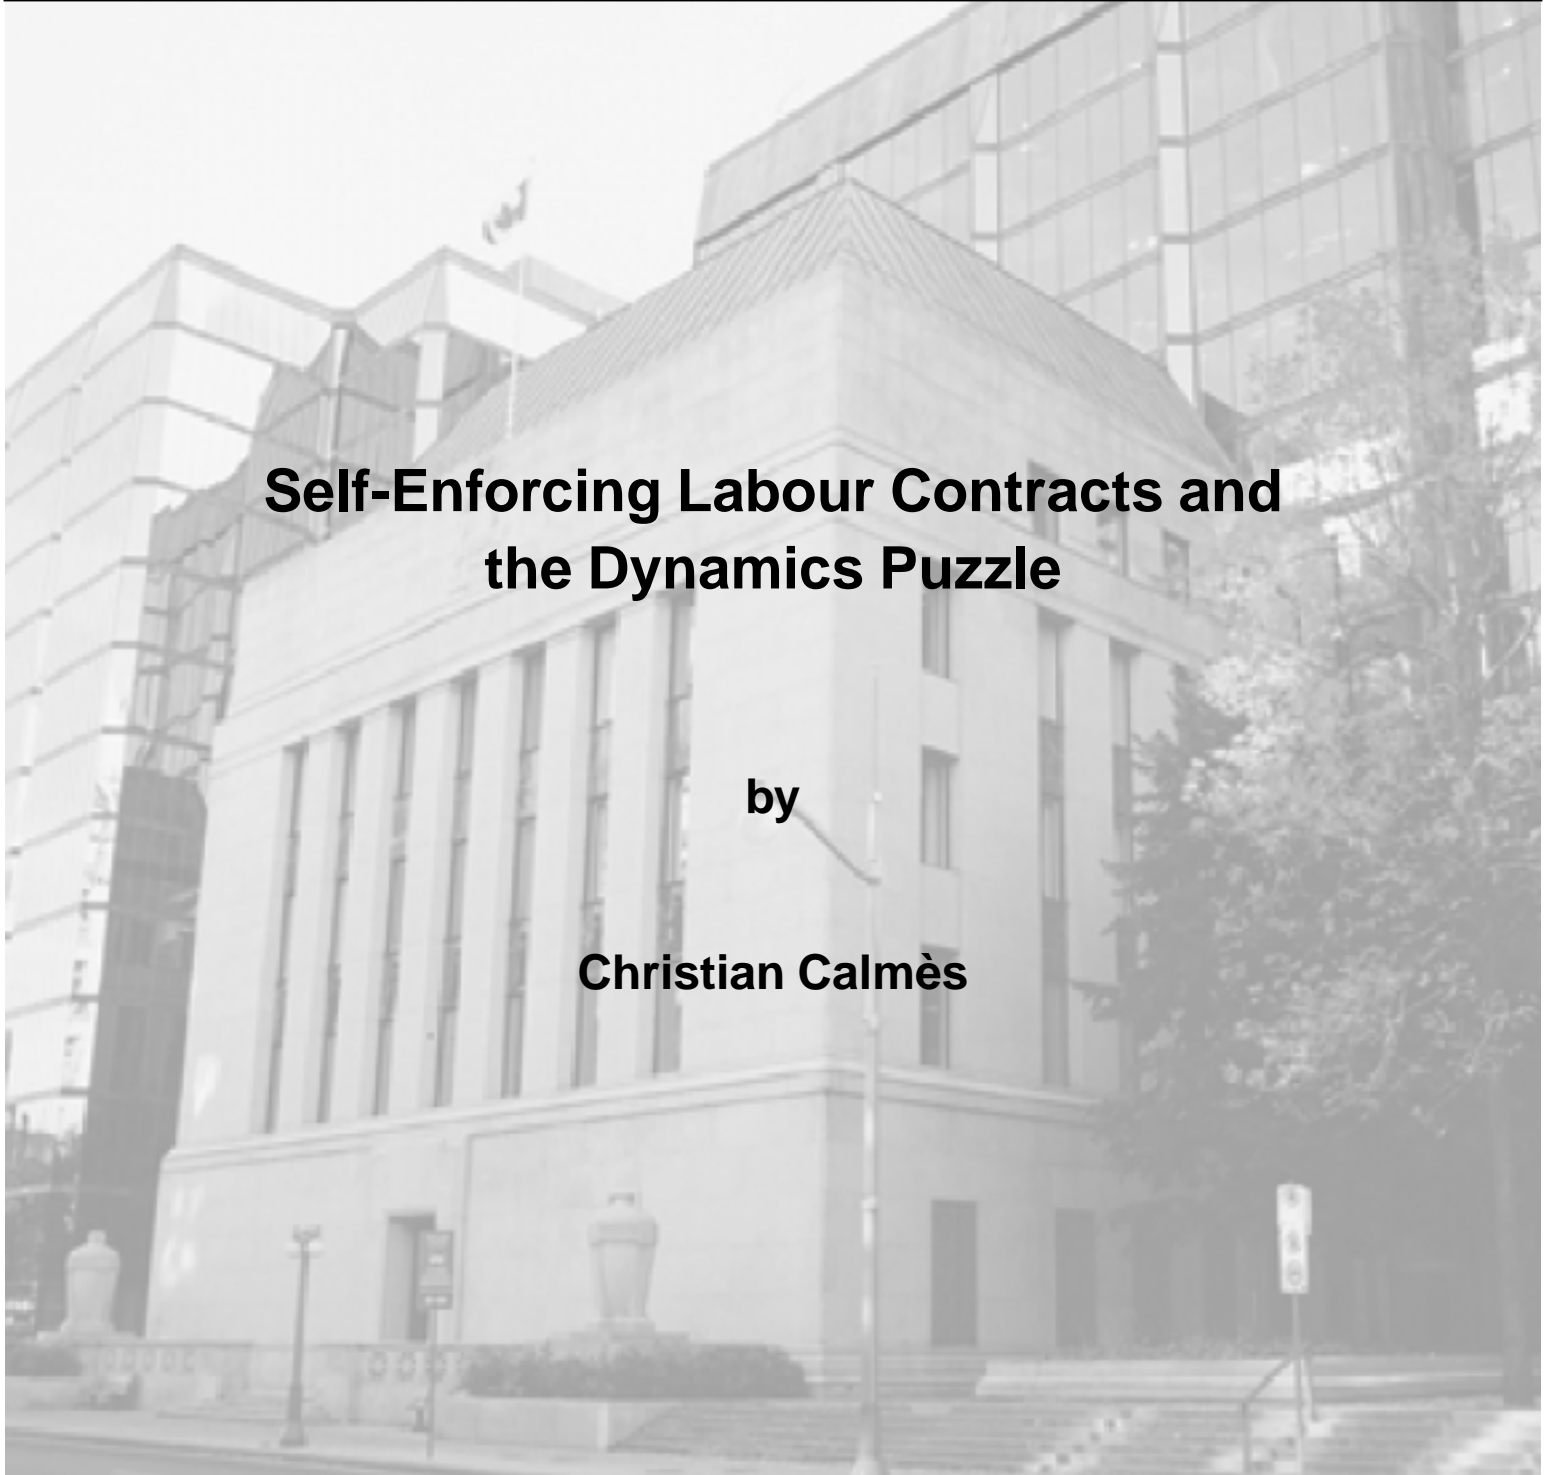 Self-Enforcing Labour Contracts and
the Dynamics Puzzle
by
Christian Calmès